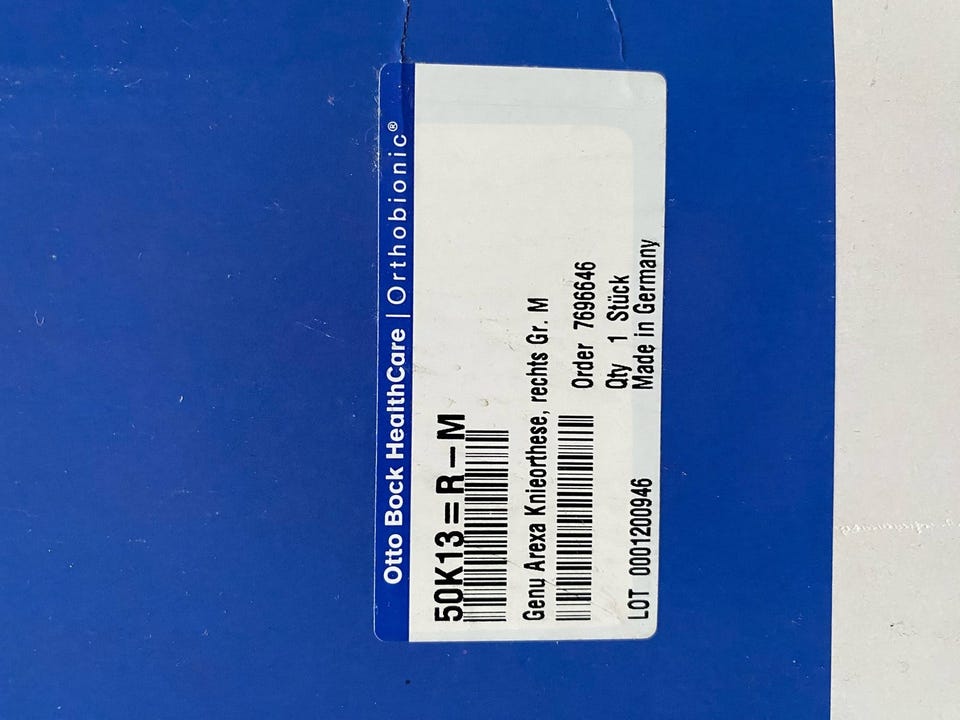 Otto Bock HealthCare | Orthobionic®
50K13=R-M
Genu Arexa Knieorthese, rechts Gr. M
Order 7696646
Qty 1 Stück
LOT 0001200946 Made in Germany